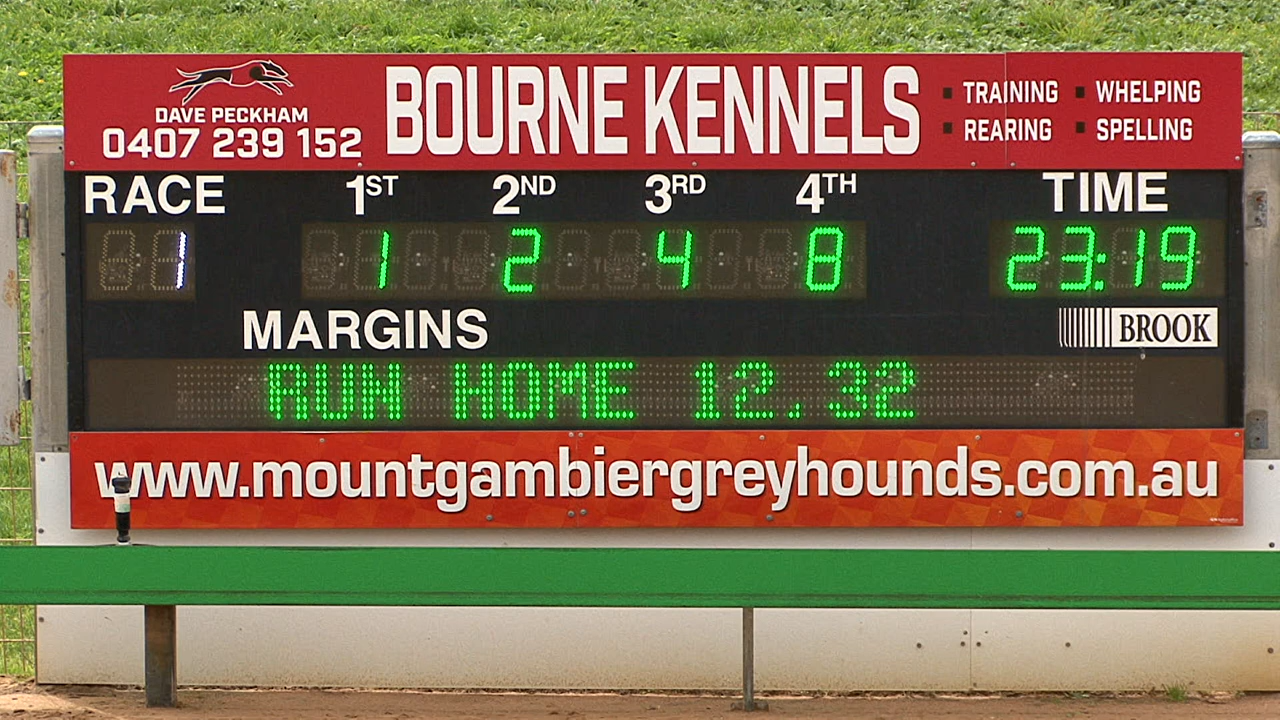 BOURNE KENNELS
DAVE PECKHAM
0407 239 152
TRAINING WHELPING
REARING SPELLING
RACE 1ST 2ND 3RD 4TH TIME
1 1 2 4 8 23:19
MARGINS
BROOK
RUN HOME 12.32
www.mountgambiergreyhounds.com.au